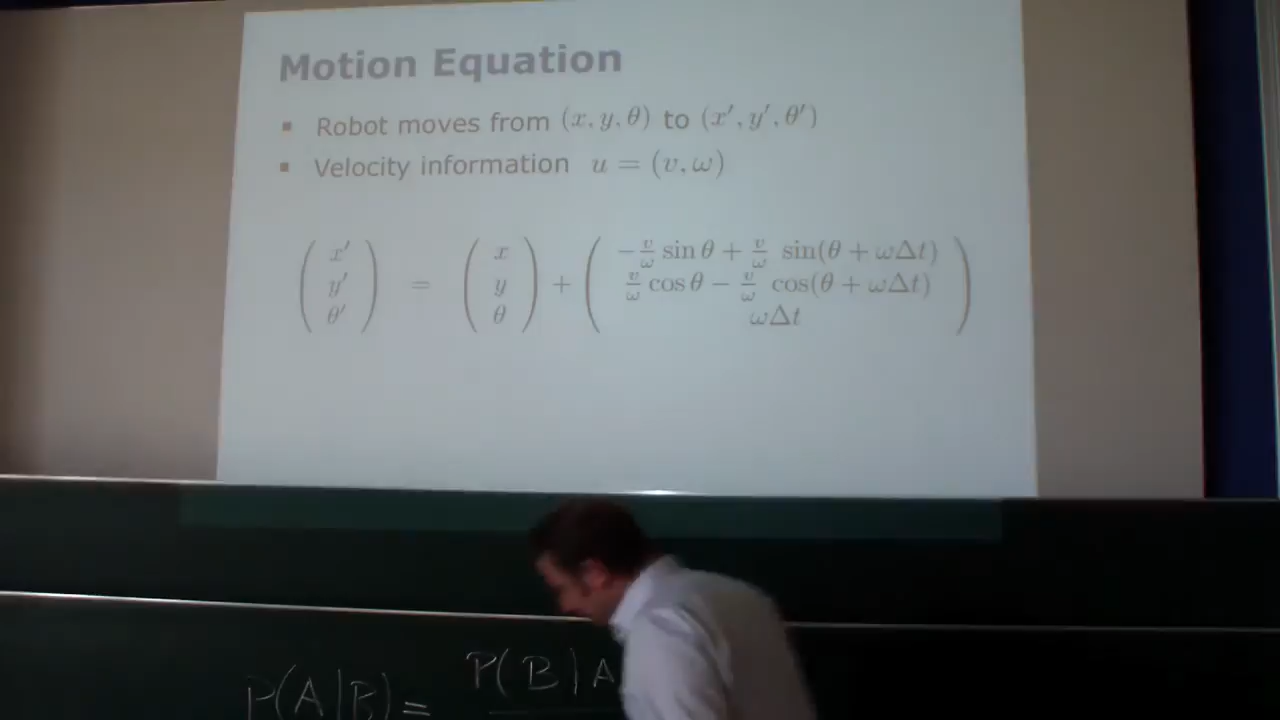 Motion Equation
▪ Robot moves from (x, y, θ) to (x′, y′, θ′)
▪ Velocity information u = (v, ω)
( x′ ) = ( x ) + ( −v/ω sin θ + v/ω sin(θ + ωΔt) )
( y′ ) ( y ) ( v/ω cos θ − v/ω cos(θ + ωΔt) )
( θ′ ) ( θ ) ( ωΔt )
P(A|B) = P(B|A